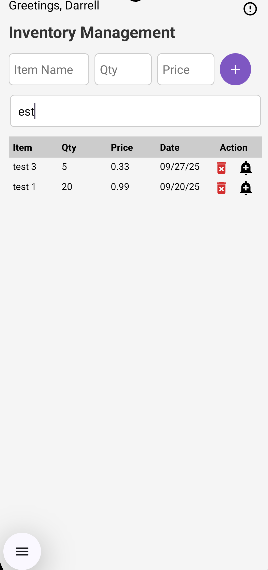 Greetings, Darrell
Inventory Management
Item Name Qty Price +
est
Item Qty Price Date Action
test 3 5 0.33 09/27/25
test 1 20 0.99 09/20/25